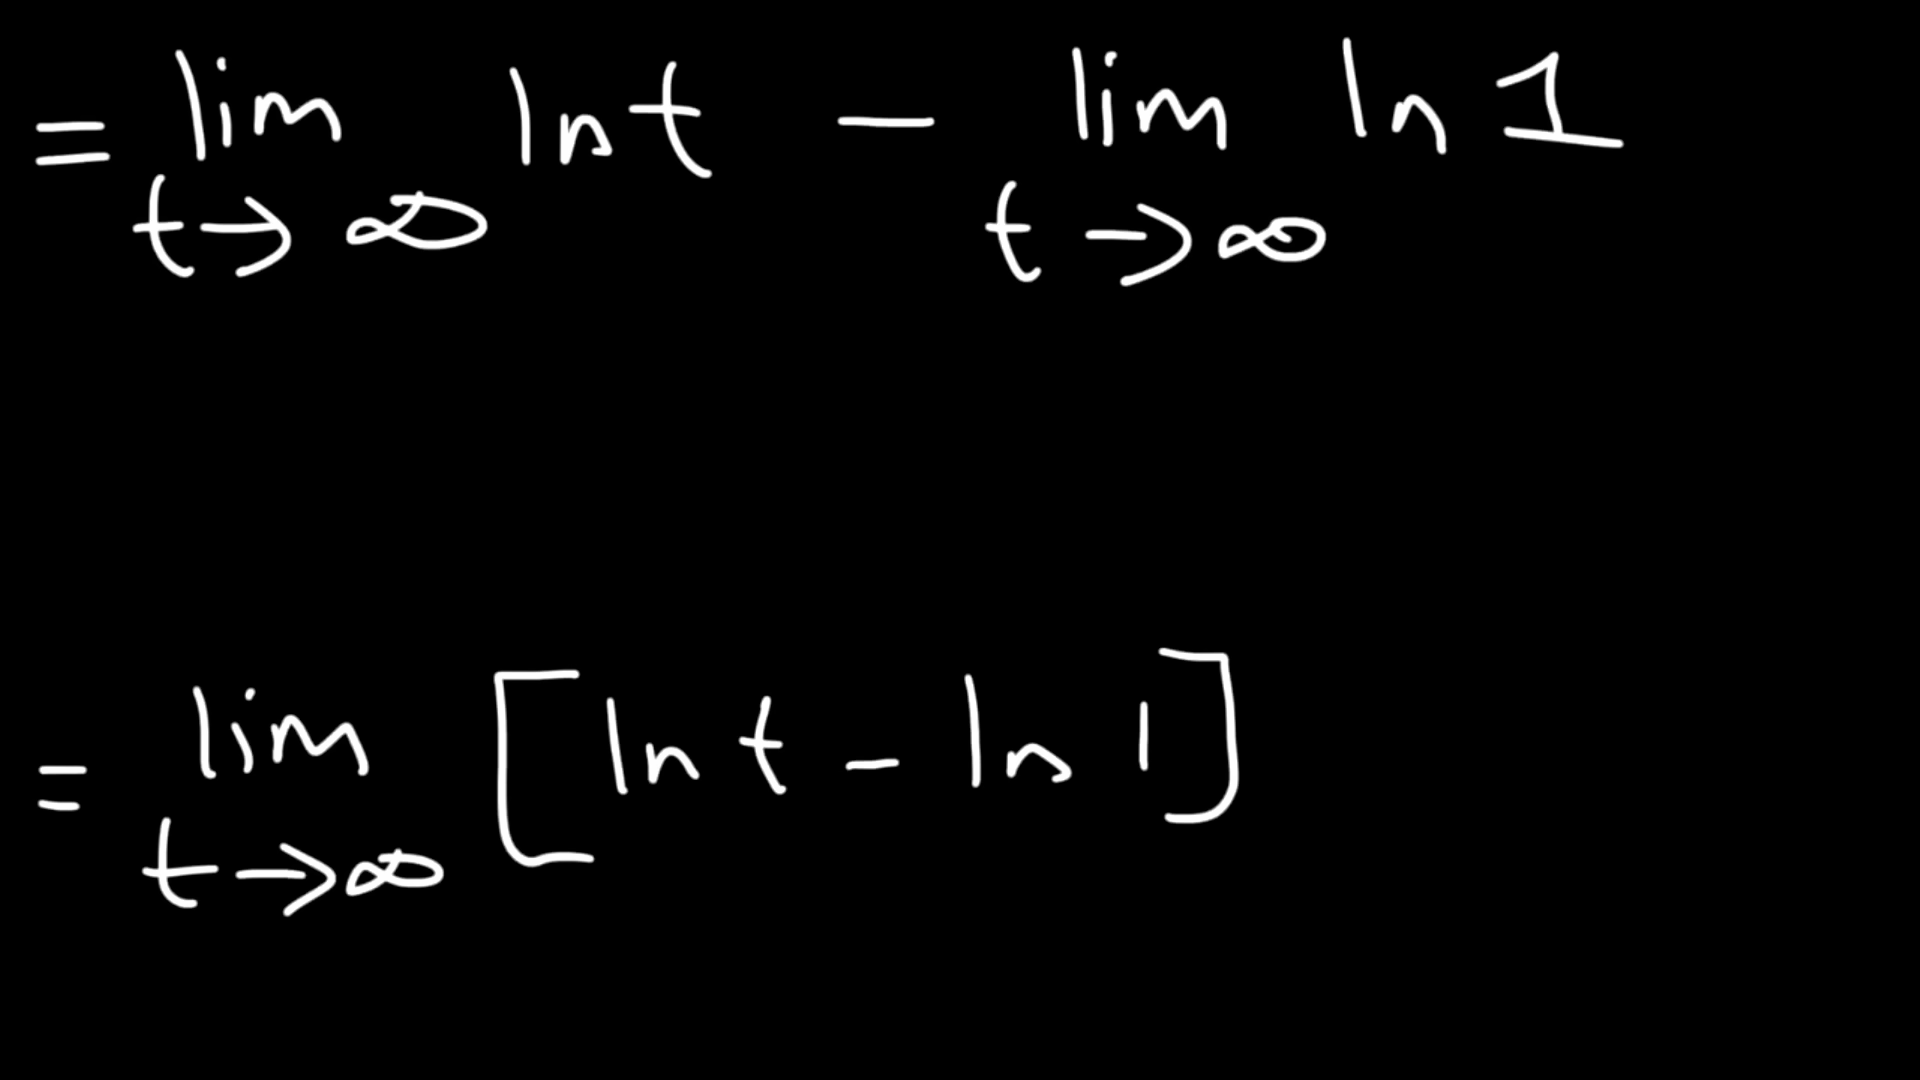 = lim ln t − lim ln 1
t → ∞ t → ∞
= lim [ln t − ln 1]
t → ∞